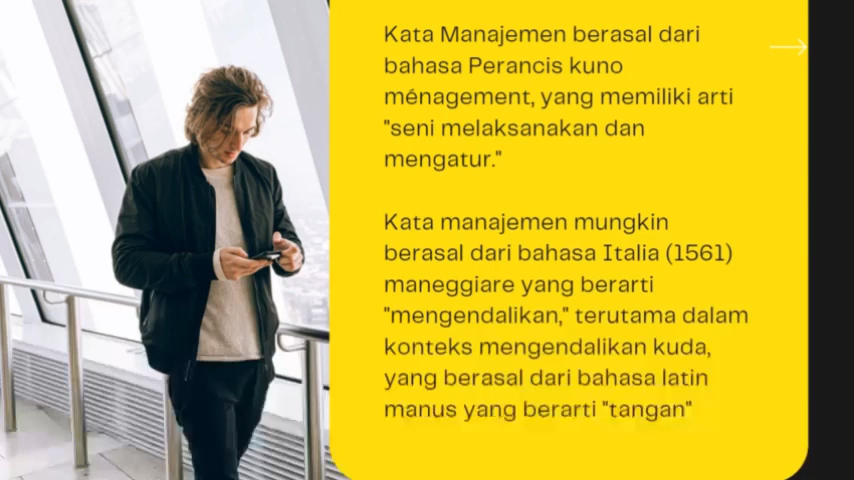 Kata Manajemen berasal dari
bahasa Perancis kuno
ménagement, yang memiliki arti
"seni melaksanakan dan
mengatur."
Kata manajemen mungkin
berasal dari bahasa Italia (1561)
maneggiare yang berarti
"mengendalikan," terutama dalam
konteks mengendalikan kuda,
yang berasal dari bahasa latin
manus yang berarti "tangan"